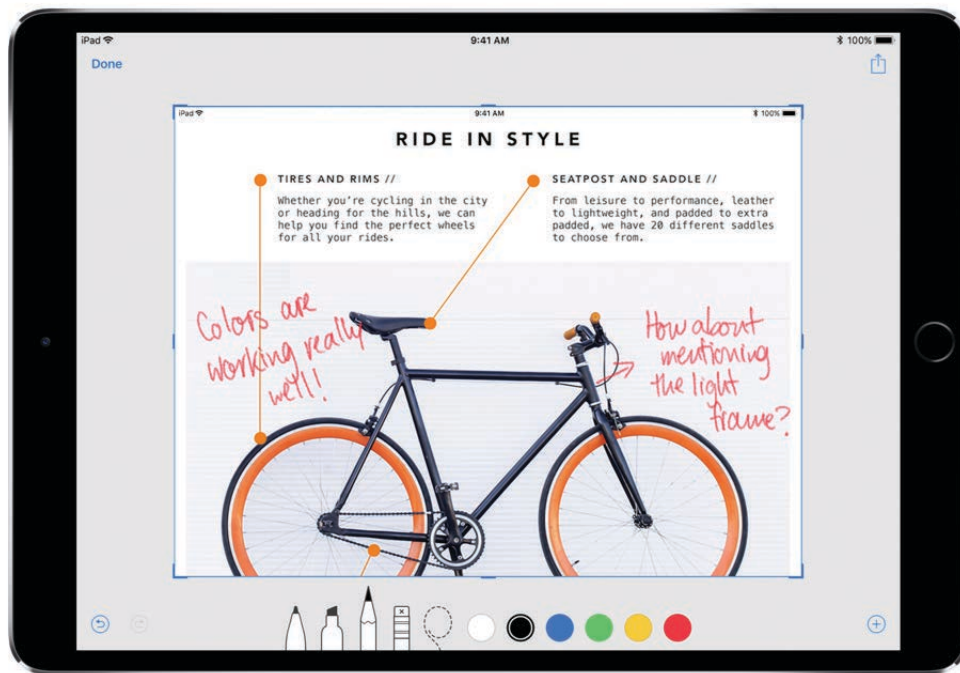 iPad 9:41 AM 100%
Done
iPad 9:41 AM 100%
RIDE IN STYLE
TIRES AND RIMS //
Whether you're cycling in the city
or heading for the hills, we can
help you find the perfect wheels
for all your rides.
SEATPOST AND SADDLE //
From leisure to performance, leather
to lightweight, and padded to extra
padded, we have 20 different saddles
to choose from.
Colors are
working really
well!
How about
mentioning
the light
frame?